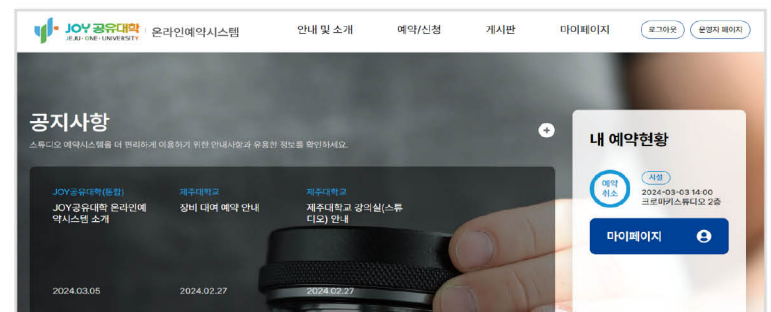 JOY 공유대학
JEJU·ONE·UNIVERSITY
온라인예약시스템
안내 및 소개
예약/신청
게시판
마이페이지
로그아웃
운영자 페이지
공지사항
스튜디오 예약시스템을 더 편리하게 이용하기 위한 안내사항과 유용한 정보를 확인하세요.
JOY공유대학(통합)
JOY공유대학 온라인예
약시스템 소개
2024.03.05
제주대학교
장비 대여 예약 안내
2024.02.27
제주대학교
제주대학교 강의실(스튜
디오) 안내
2024.02.27
내 예약현황
예약
취소
시설
2024-03-03 14:00
크로마키스튜디오 2층
마이페이지